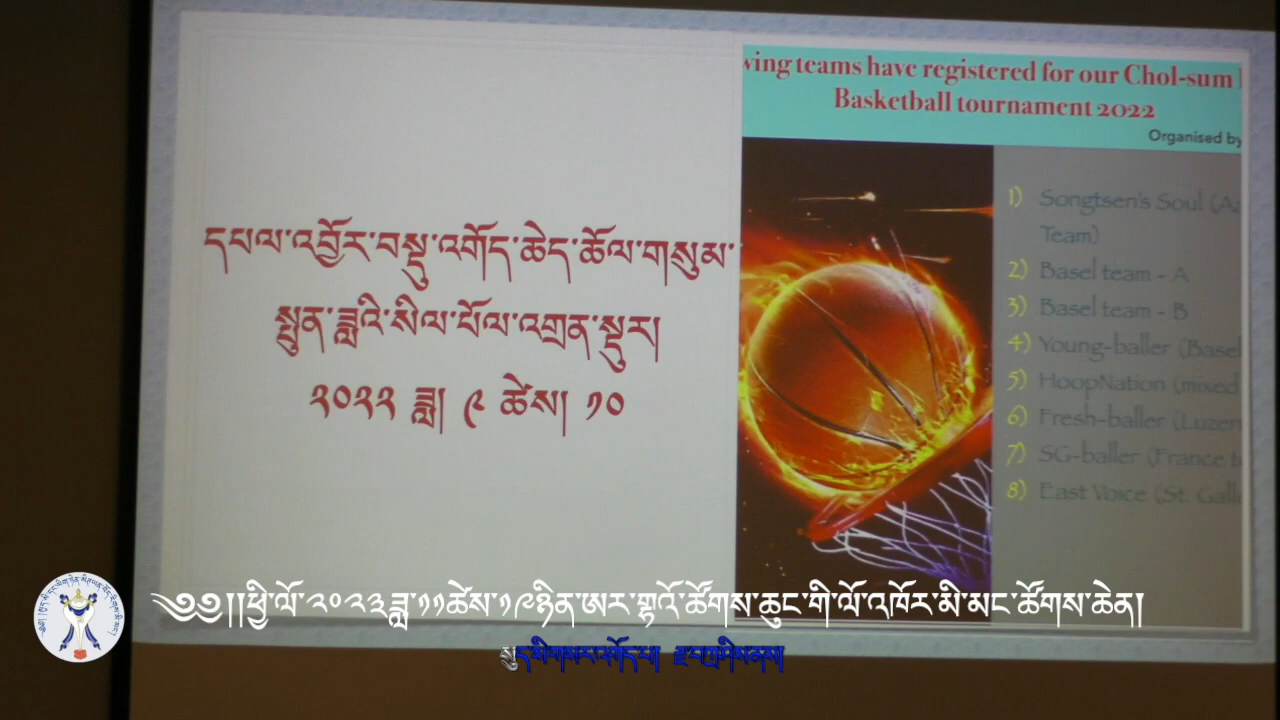 དཔལ་འབྱོར་བསྡུ་འགོད་ཆེད་ཆོལ་གསུམ་
སྤུན་ཟླའི་སིལ་པོལ་འགྲན་སྡུར།
༢༠༢༢ ཟླ། ༩ ཚེས། ༡༠
wing teams have registered for our Chol-sum
Basketball tournament 2022
Organised by
1) Songtsen's Soul (Aa
Team)
2) Basel team - A
3) Basel team - B
4) Young-baller (Basel
5) HoopNation (mixed
6) Fresh-baller (Luzern
7) SG-baller (France t
8) East Voice (St. Galle
༄༅།།ཕྱི་ལོ་༢༠༢༣ཟླ་༡༡ཚེས་༡༩ཉིན་ཨར་གྷའོ་ཚོགས་ཆུང་གི་ལོ་འཁོར་མི་མང་ཚོགས་ཆེན།